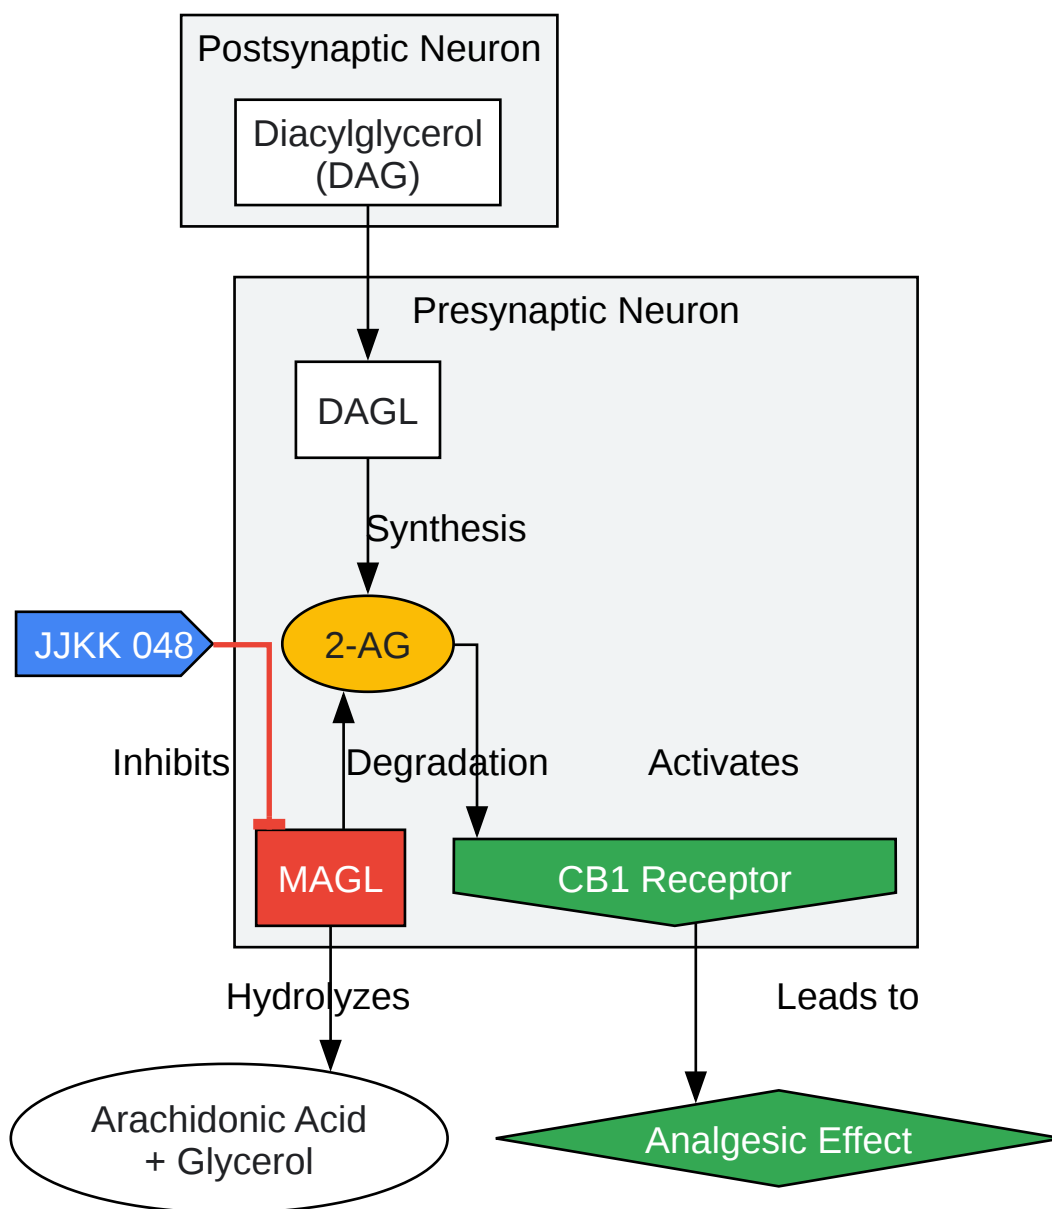 Postsynaptic Neuron
Diacylglycerol
(DAG)
Presynaptic Neuron
DAGL
Synthesis
JJKK 048
2-AG
Inhibits
Degradation
Activates
MAGL
CB1 Receptor
Hydrolyzes
Leads to
Arachidonic Acid
+ Glycerol
Analgesic Effect